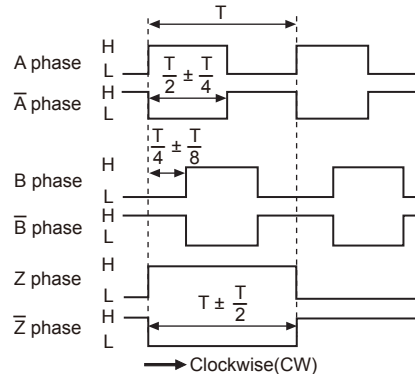 T
H
A phase
L
H
A̅ phase
L
T/2 ± T/4
T/4 ± T/8
H
B phase
L
H
B̅ phase
L
H
Z phase
L
H
Z̅ phase
L
T ± T/2
Clockwise(CW)